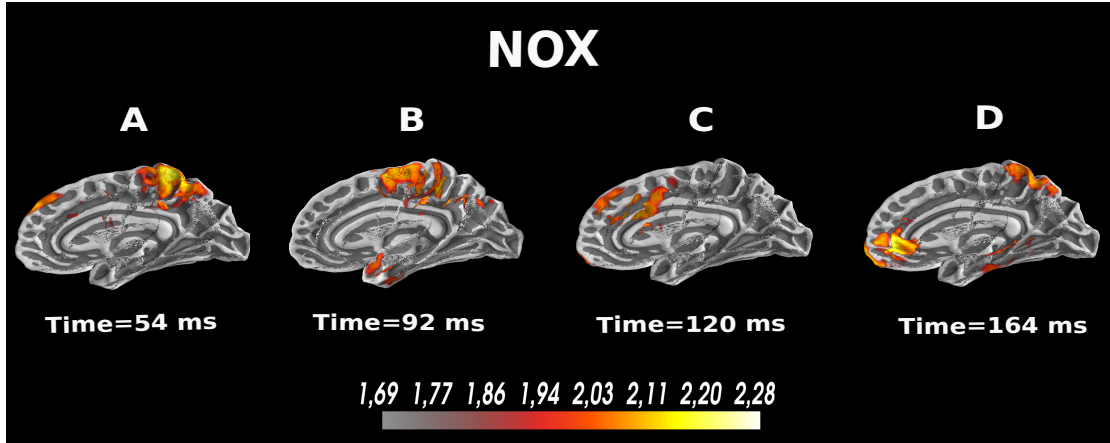 NOX
A B C D
Time=54 ms Time=92 ms Time=120 ms Time=164 ms
1,69 1,77 1,86 1,94 2,03 2,11 2,20 2,28